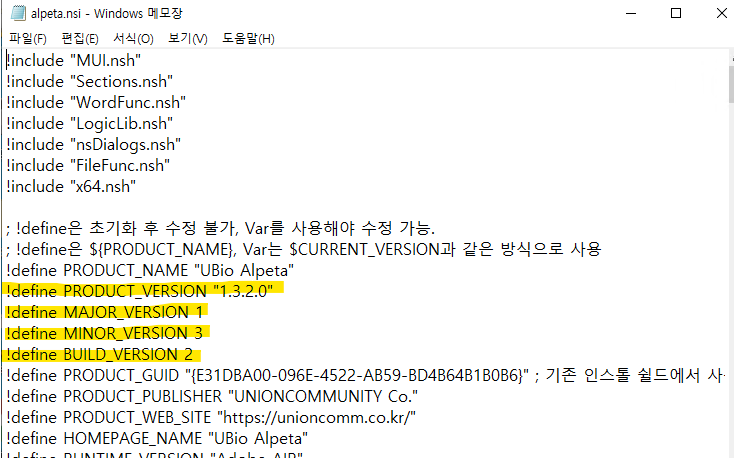 alpeta.nsi - Windows 메모장
파일(F) 편집(E) 서식(O) 보기(V) 도움말(H)
!include "MUI.nsh"
!include "Sections.nsh"
!include "WordFunc.nsh"
!include "LogicLib.nsh"
!include "nsDialogs.nsh"
!include "FileFunc.nsh"
!include "x64.nsh"
; !define은 초기화 후 수정 불가, Var를 사용해야 수정 가능.
; !define은 ${PRODUCT_NAME}, Var는 $CURRENT_VERSION과 같은 방식으로 사용
!define PRODUCT_NAME "UBio Alpeta"
!define PRODUCT_VERSION "1.3.2.0"
!define MAJOR_VERSION 1
!define MINOR_VERSION 3
!define BUILD_VERSION 2
!define PRODUCT_GUID "{E31DBA00-096E-4522-AB59-BD4B64B1B0B6}" ; 기존 인스톨 쉴드에서 사
!define PRODUCT_PUBLISHER "UNIONCOMMUNITY Co."
!define PRODUCT_WEB_SITE "https://unioncomm.co.kr/"
!define HOMEPAGE_NAME "UBio Alpeta"
!define RUNTIME_VERSION "Adobe AIR"